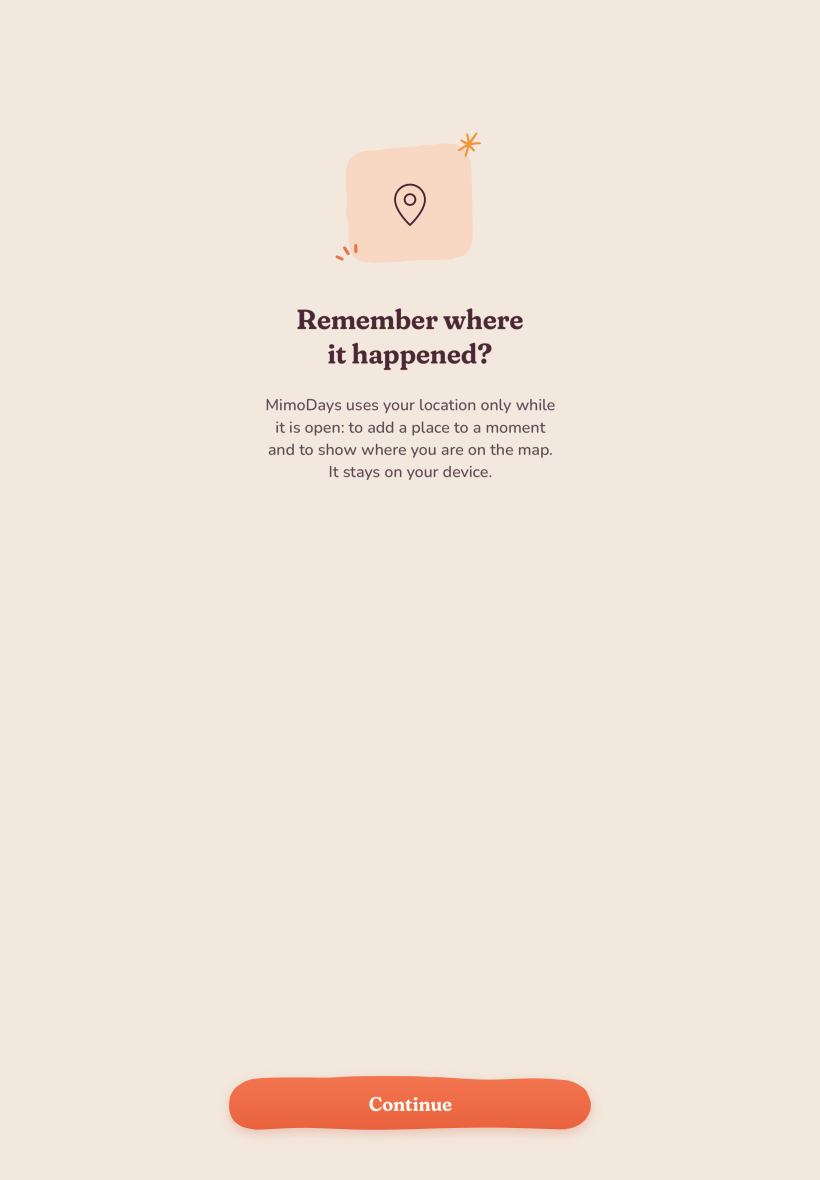 Remember where
it happened?
MimoDays uses your location only while
it is open: to add a place to a moment
and to show where you are on the map.
It stays on your device.
Continue